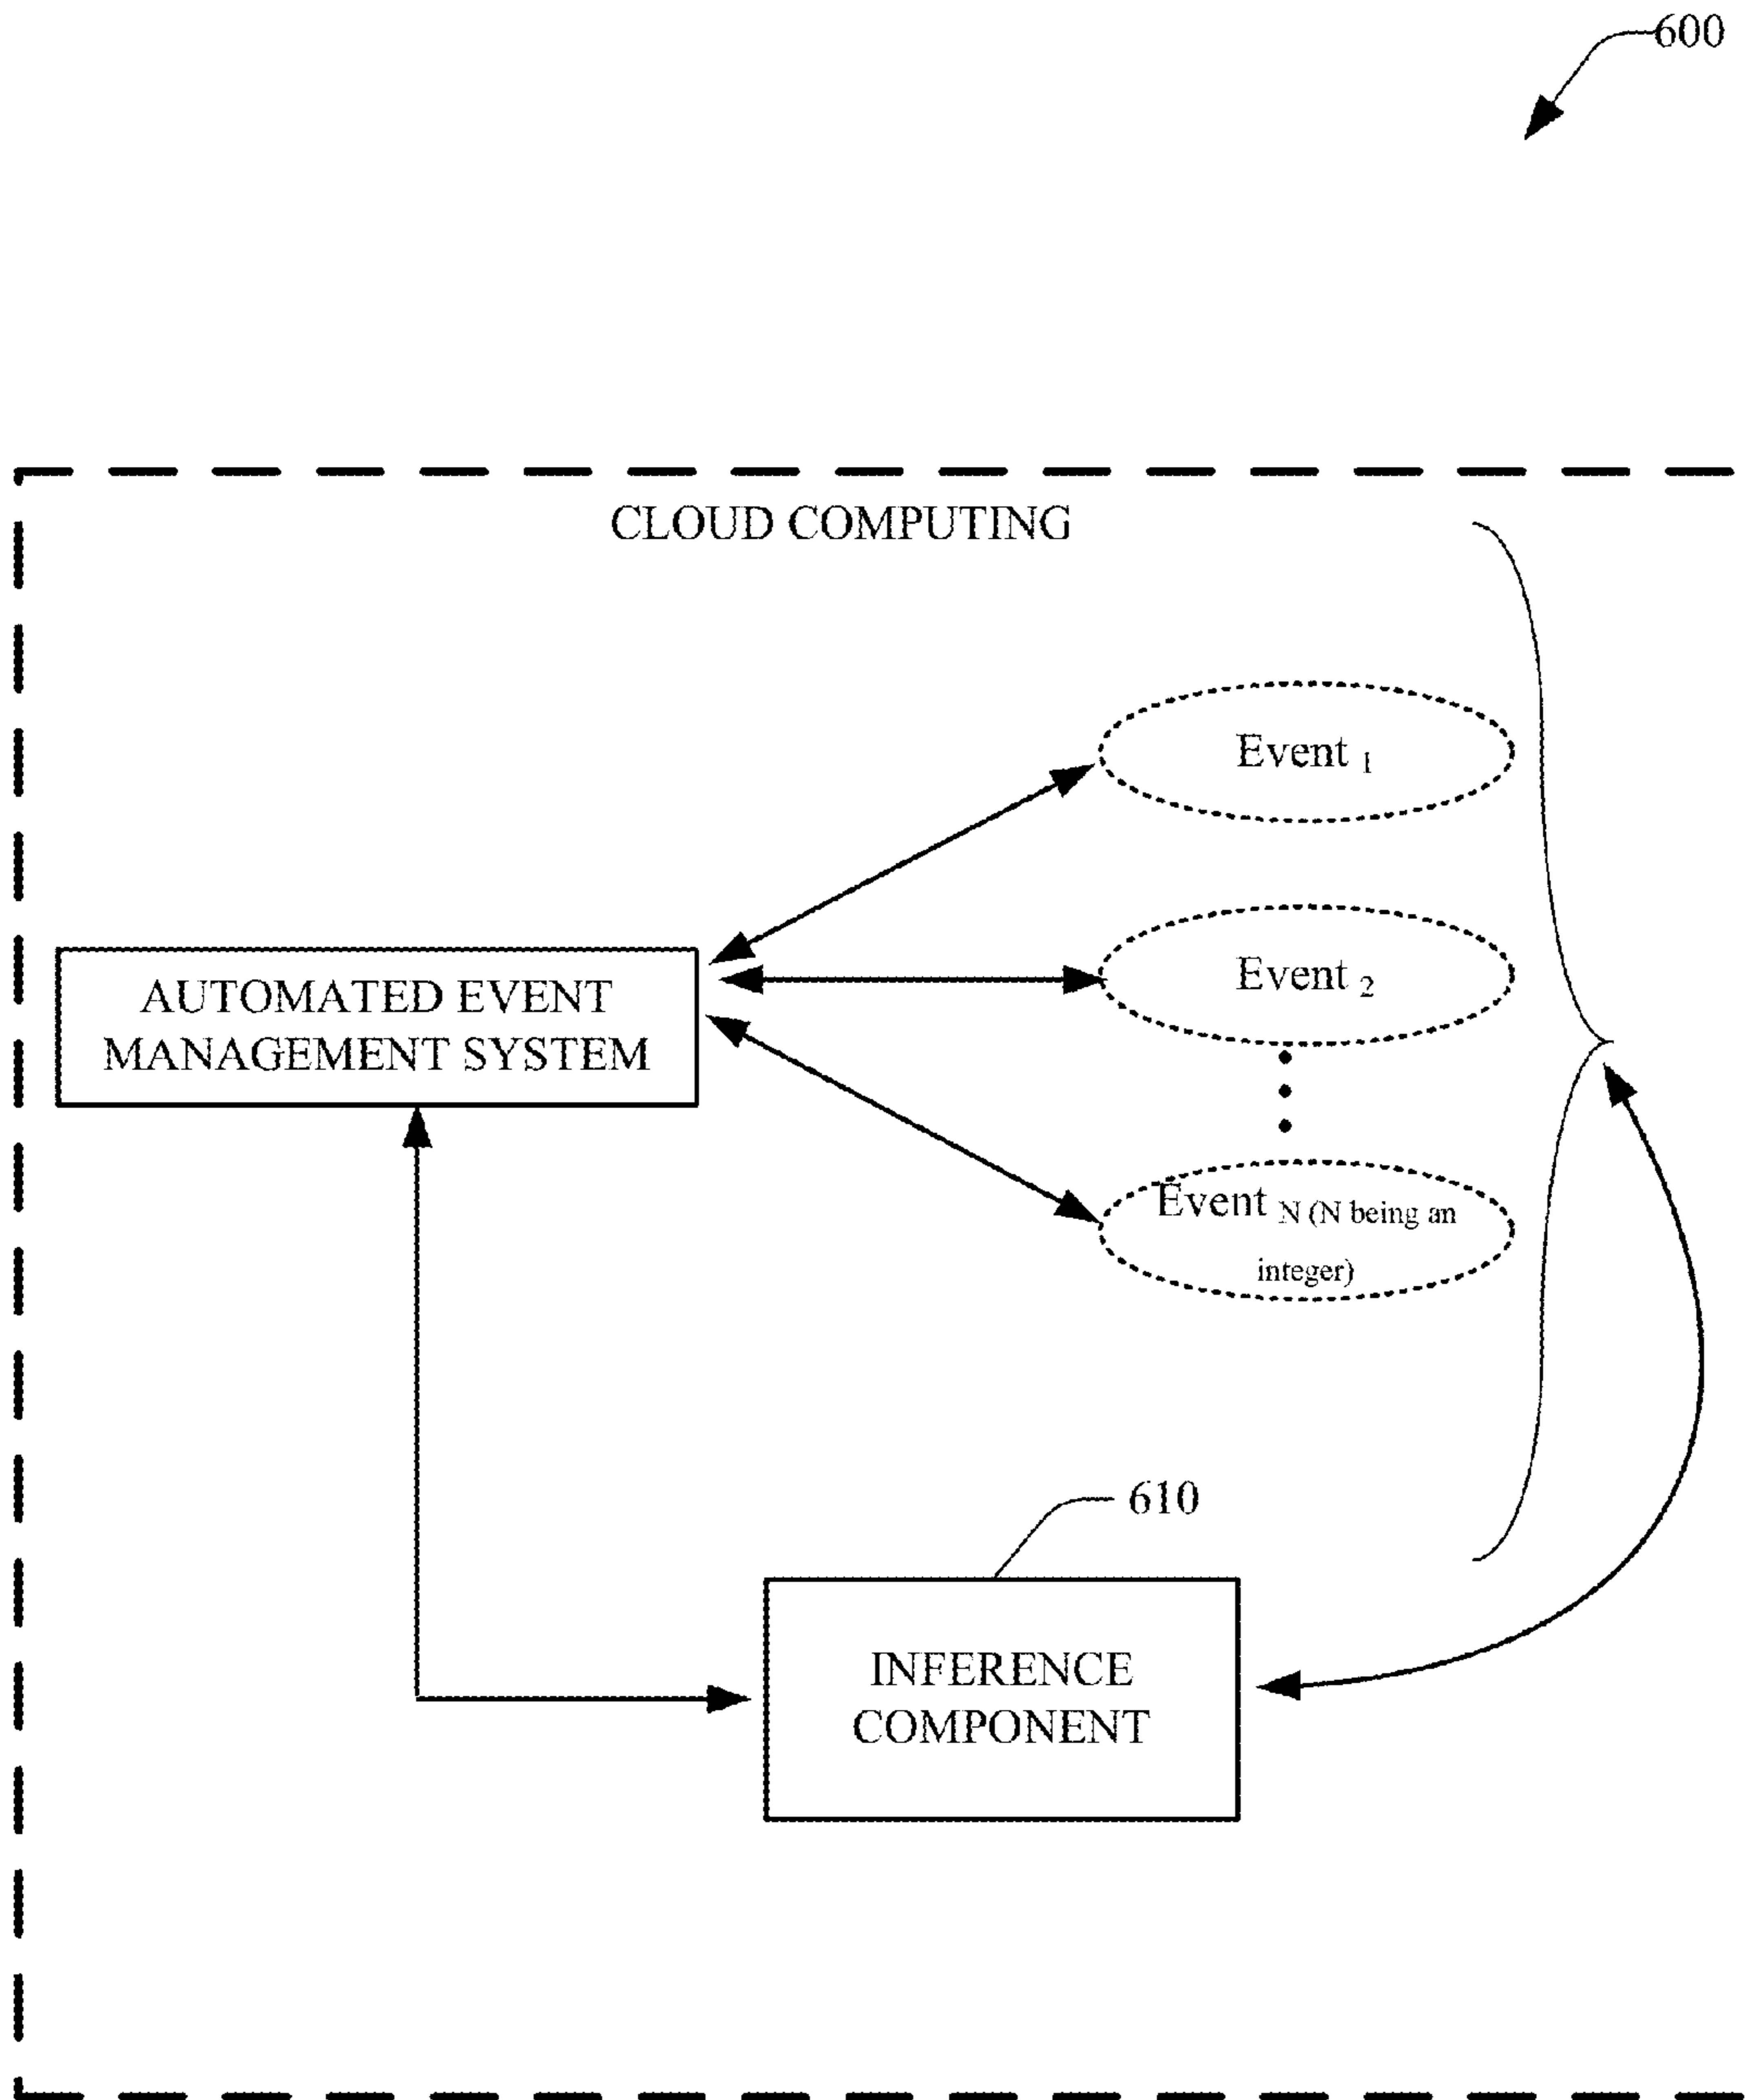 600
CLOUD COMPUTING
Event 1
AUTOMATED EVENT
MANAGEMENT SYSTEM
Event 2
Event N (N being an
integer)
610
INFERENCE
COMPONENT